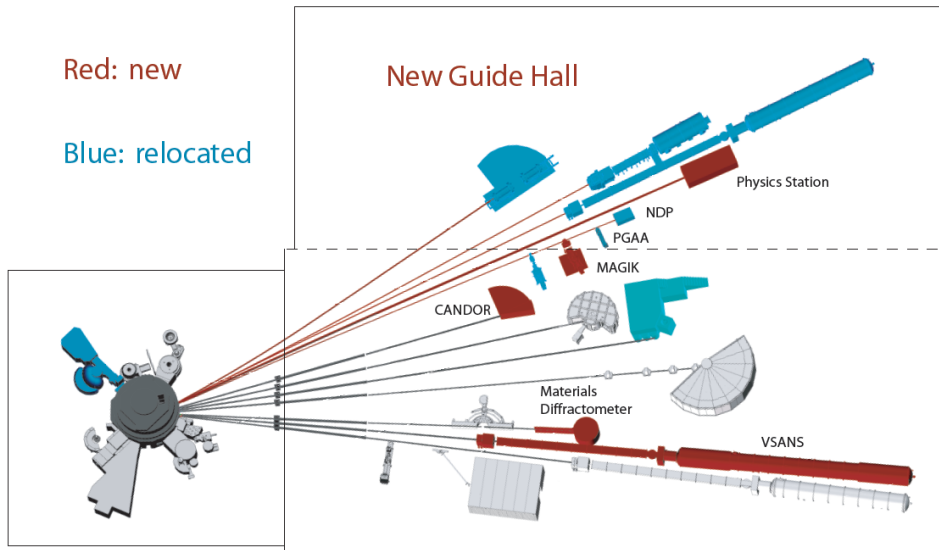 Red: new
New Guide Hall
Blue: relocated
Physics Station
NDP
PGAA
MAGIK
CANDOR
Materials
Diffractometer
VSANS